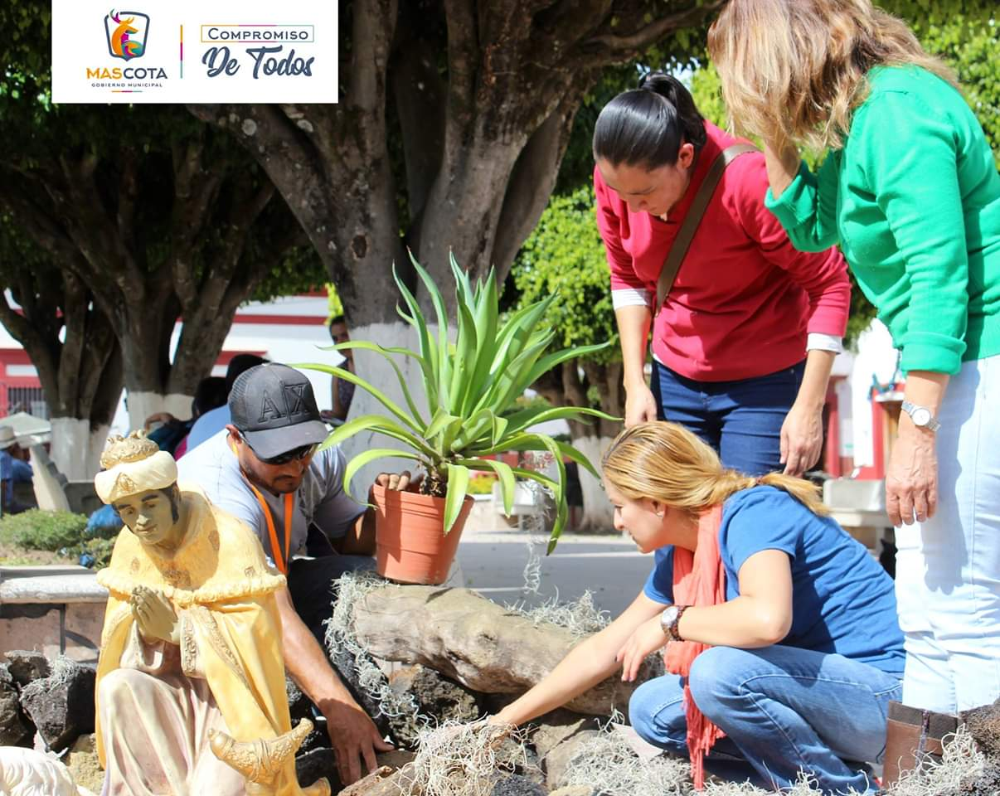 MASCOTA
GOBIERNO MUNICIPAL
COMPROMISO
De Todos
AX